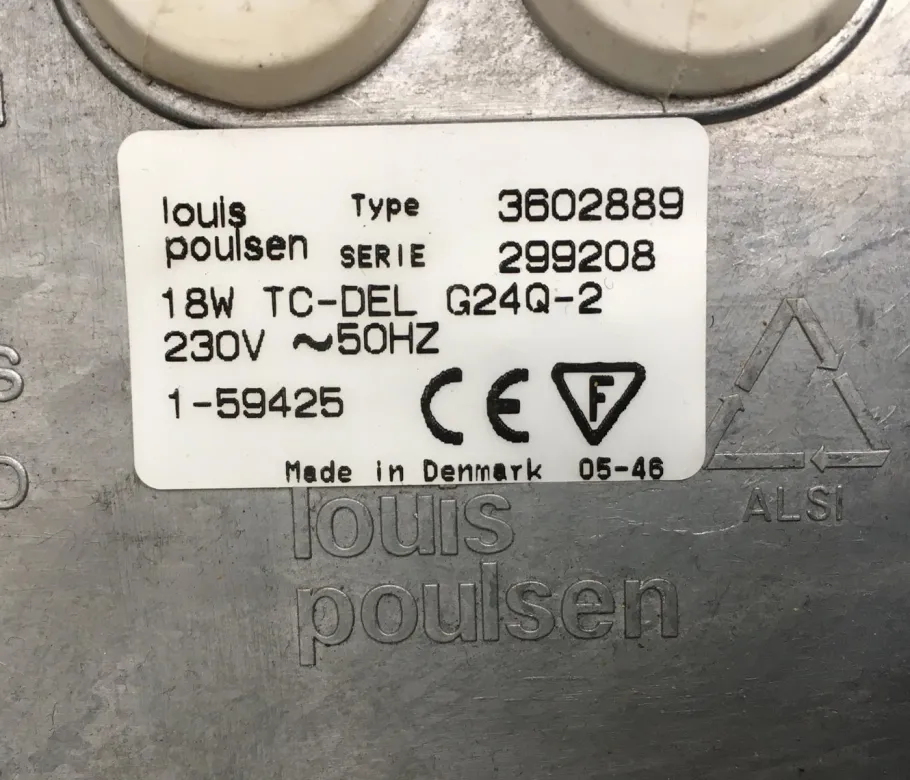 louis Type 3602889
poulsen SERIE 299208
18W TC-DEL G24Q-2
230V ~50HZ
1-59425 CE F
Made in Denmark 05-46
ALSI
louis
poulsen